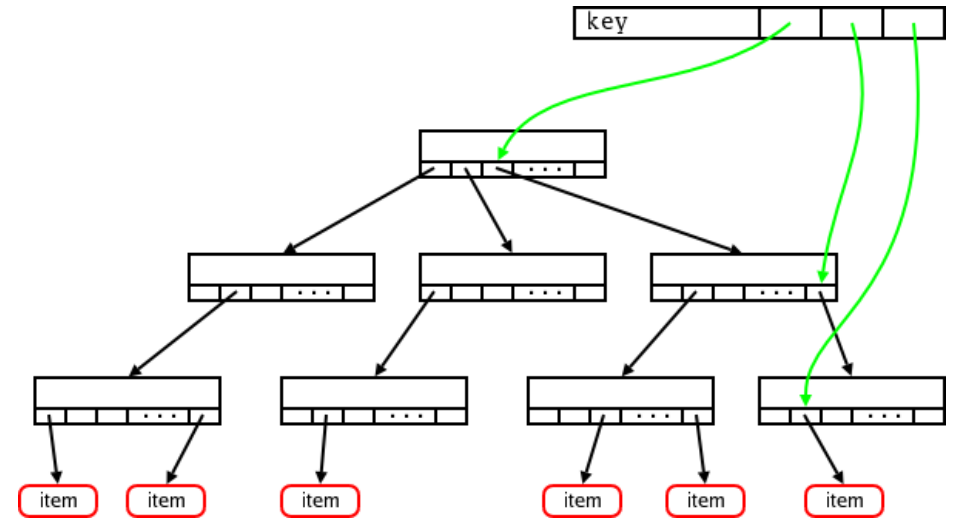 key
. . .
. . .
. . .
. . .
. . .
. . .
. . .
. . .
item
item
item
item
item
item